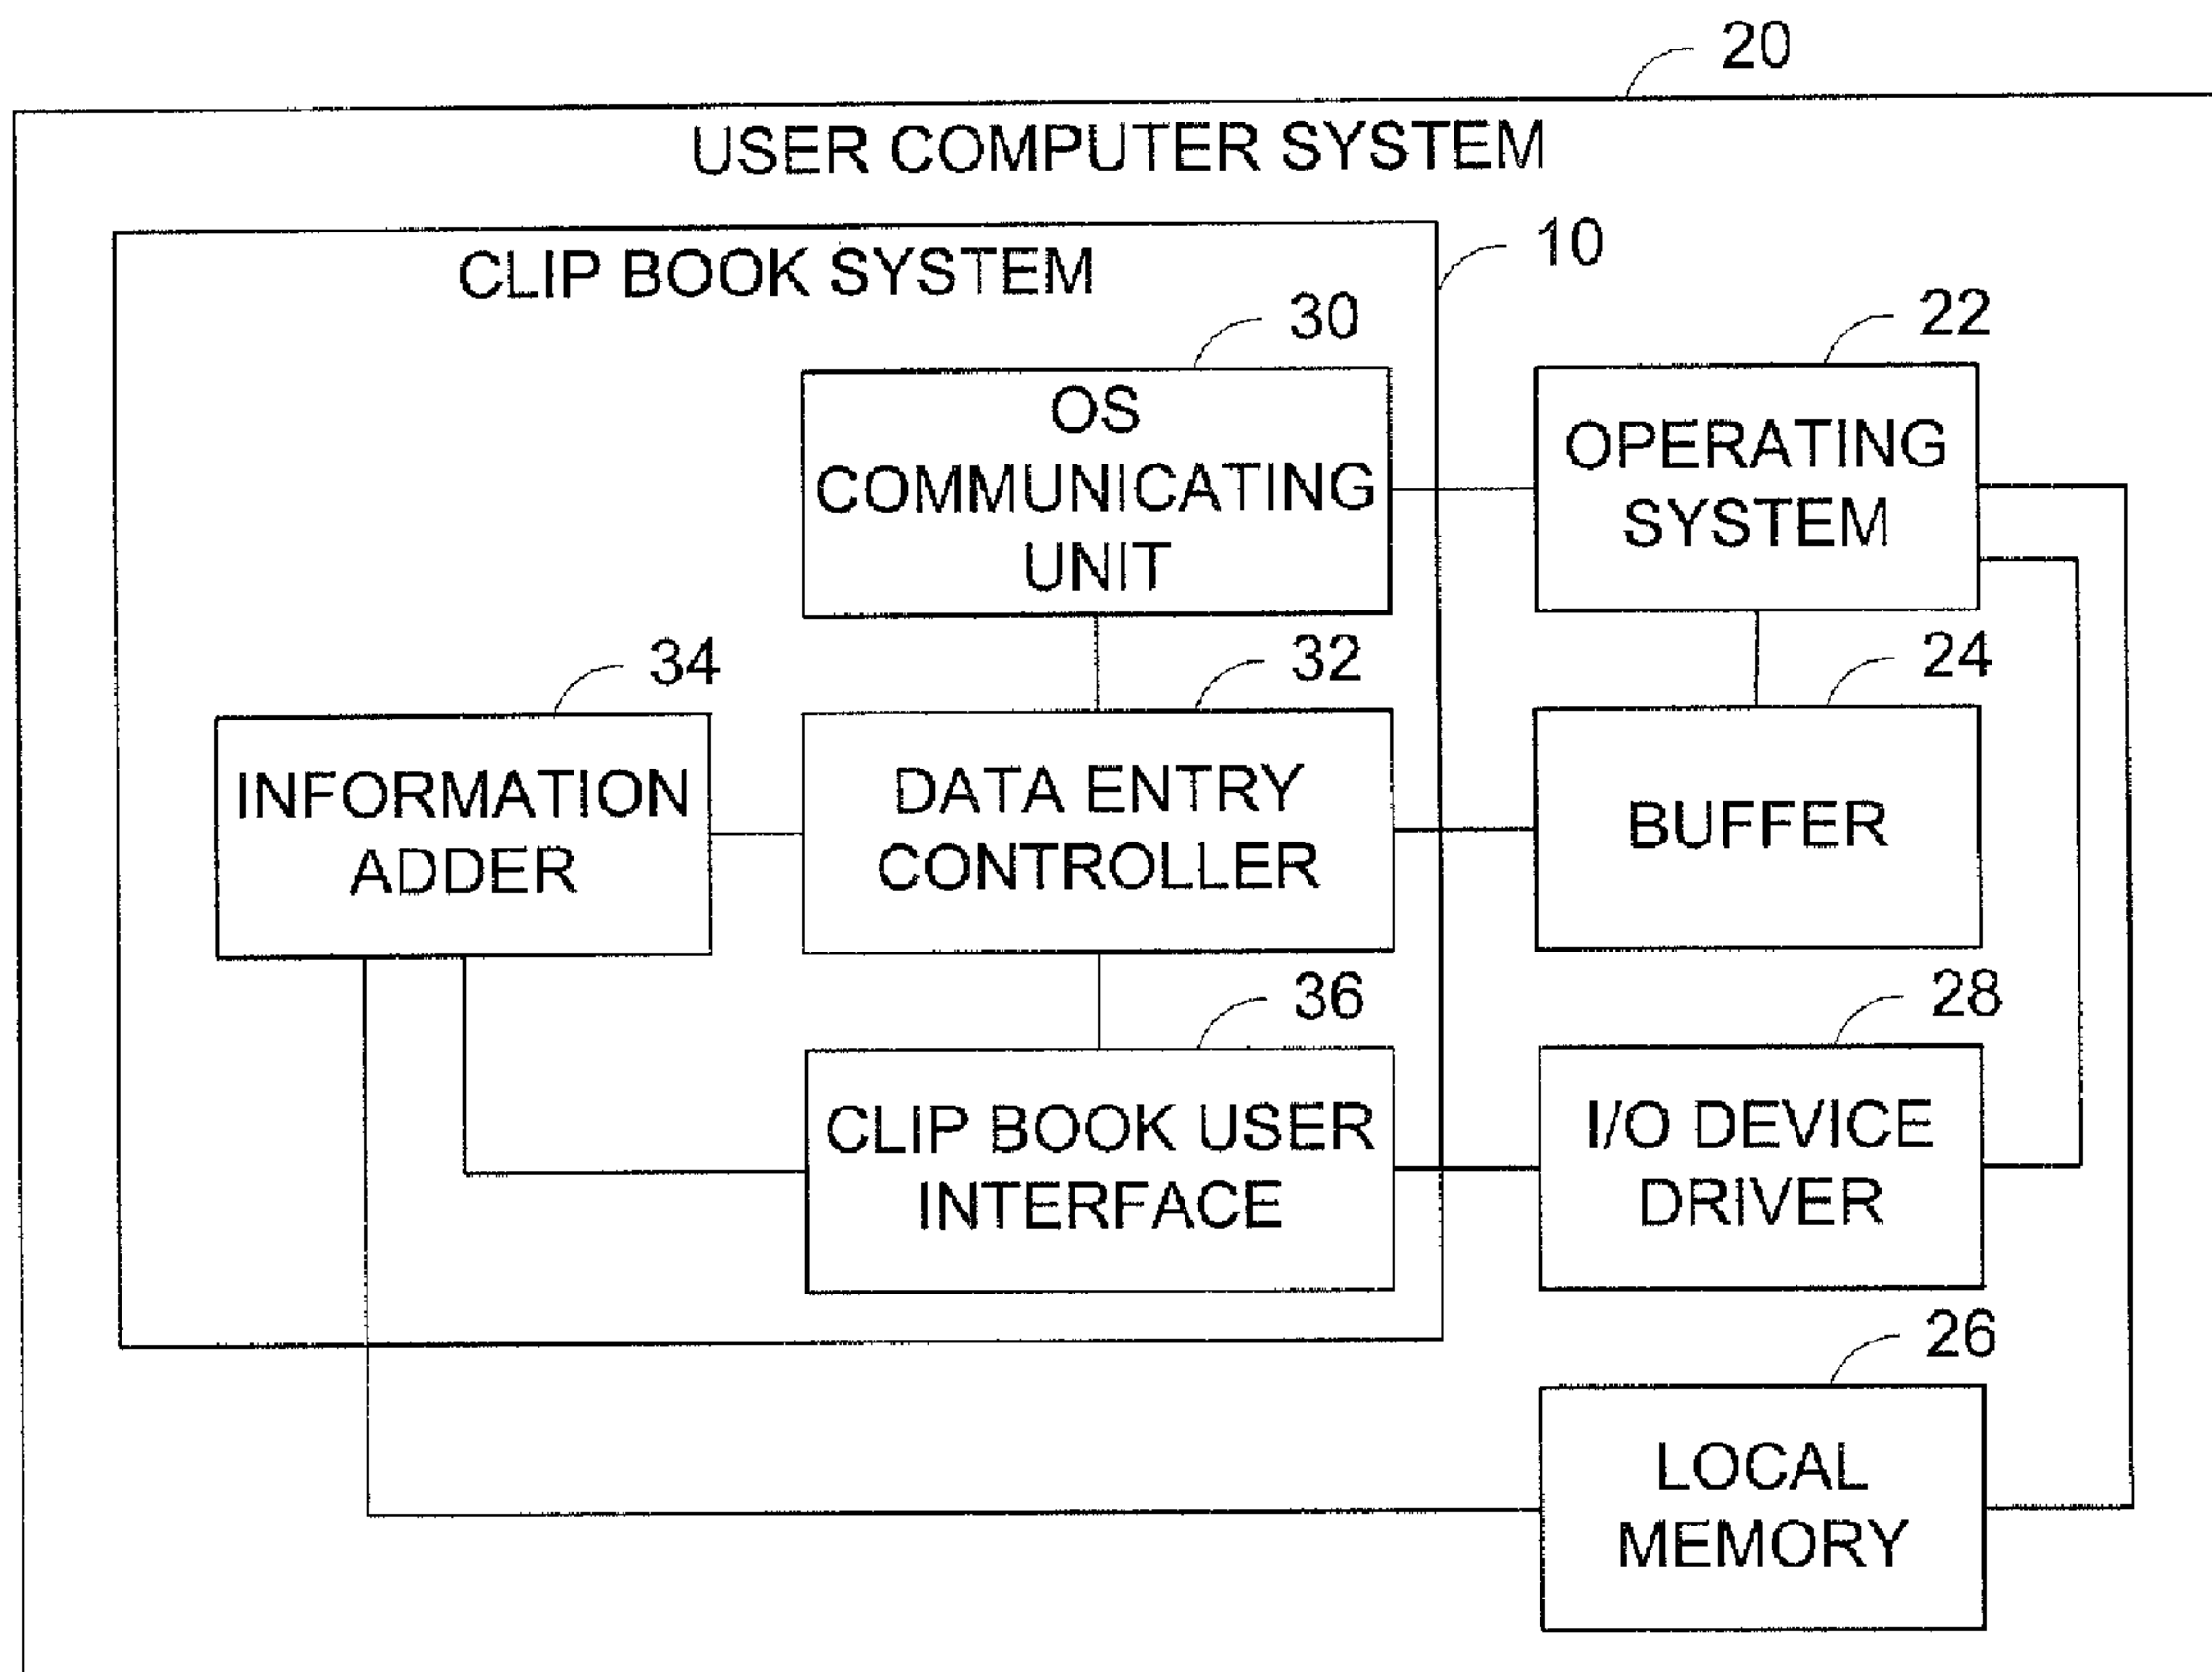 20
USER COMPUTER SYSTEM
10
CLIP BOOK SYSTEM
30
22
OS
COMMUNICATING
UNIT
OPERATING
SYSTEM
34
32
24
INFORMATION
ADDER
DATA ENTRY
CONTROLLER
BUFFER
36
28
CLIP BOOK USER
INTERFACE
I/O DEVICE
DRIVER
26
LOCAL
MEMORY